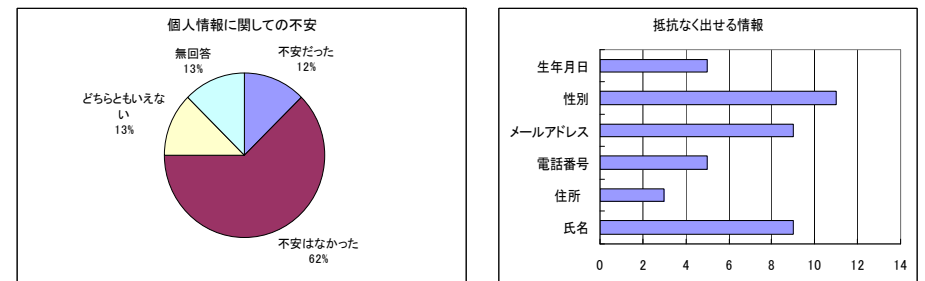 個人情報に関しての不安
無回答
13%
不安だった
12%
どちらともいえな
い
13%
不安はなかった
62%
抵抗なく出せる情報
生年月日
性別
メールアドレス
電話番号
住所
氏名
0 2 4 6 8 10 12 14